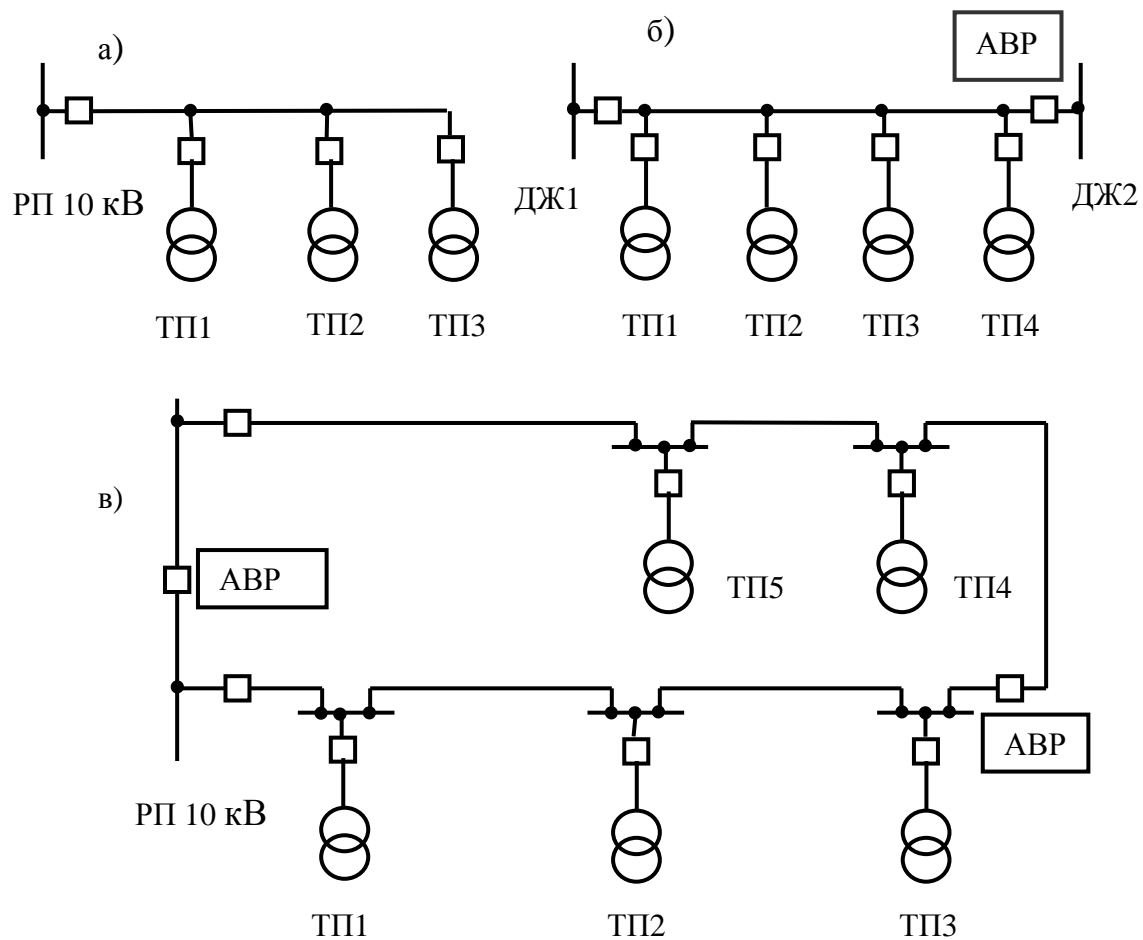 а)
б)
АВР
РП 10 кВ
ДЖ1
ДЖ2
ТП1
ТП2
ТП3
ТП1
ТП2
ТП3
ТП4
в)
АВР
ТП5
ТП4
АВР
РП 10 кВ
ТП1
ТП2
ТП3